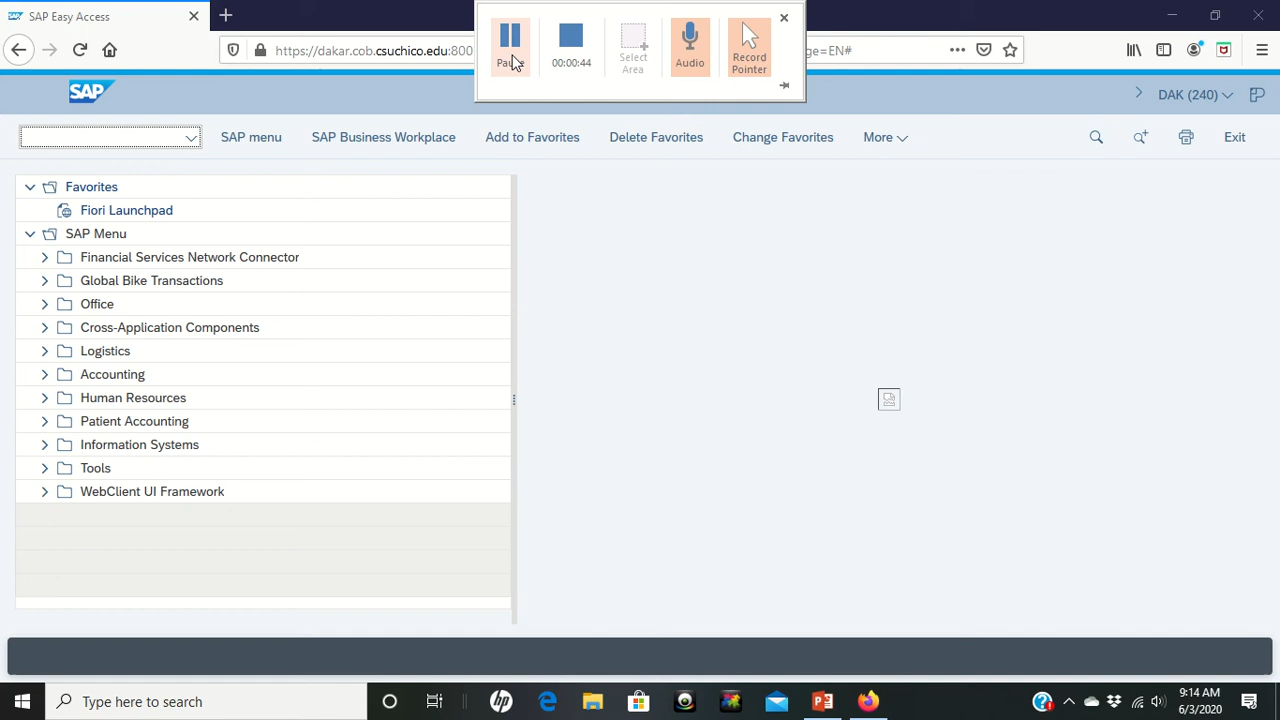 SAP SAP Easy Access
https://dakar.cob.csuchico.edu:800 ge=EN#
Pause 00:00:44 Select Area Audio Record Pointer
SAP DAK (240)
SAP menu SAP Business Workplace Add to Favorites Delete Favorites Change Favorites More Exit
Favorites
Fiori Launchpad
SAP Menu
Financial Services Network Connector
Global Bike Transactions
Office
Cross-Application Components
Logistics
Accounting
Human Resources
Patient Accounting
Information Systems
Tools
WebClient UI Framework
Type here to search hp 9:14 AM
6/3/2020